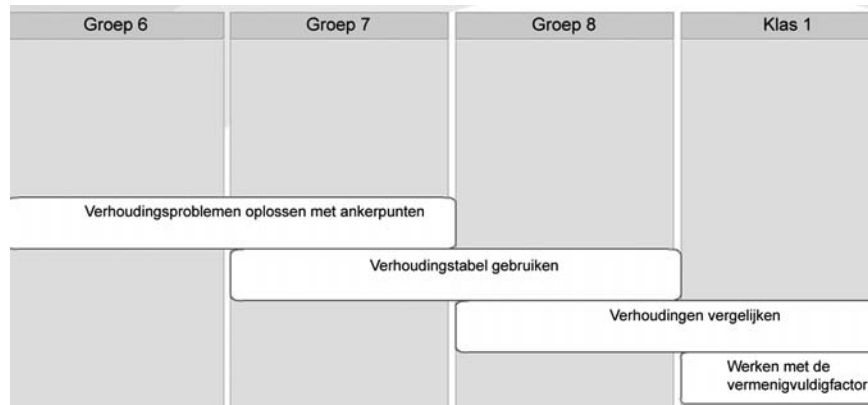 Groep 6 Groep 7 Groep 8 Klas 1
Verhoudingsproblemen oplossen met ankerpunten
Verhoudingstabel gebruiken
Verhoudingen vergelijken
Werken met de
vermenigvuldigfactor